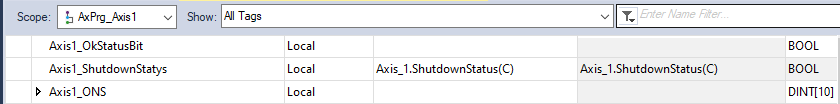 Scope: AxPrg_Axis1 Show: All Tags Enter Name Filter...
Axis1_OkStatusBit Local BOOL
Axis1_ShutdownStatys Local Axis_1.ShutdownStatus(C) Axis_1.ShutdownStatus(C) BOOL
Axis1_ONS Local DINT[10]